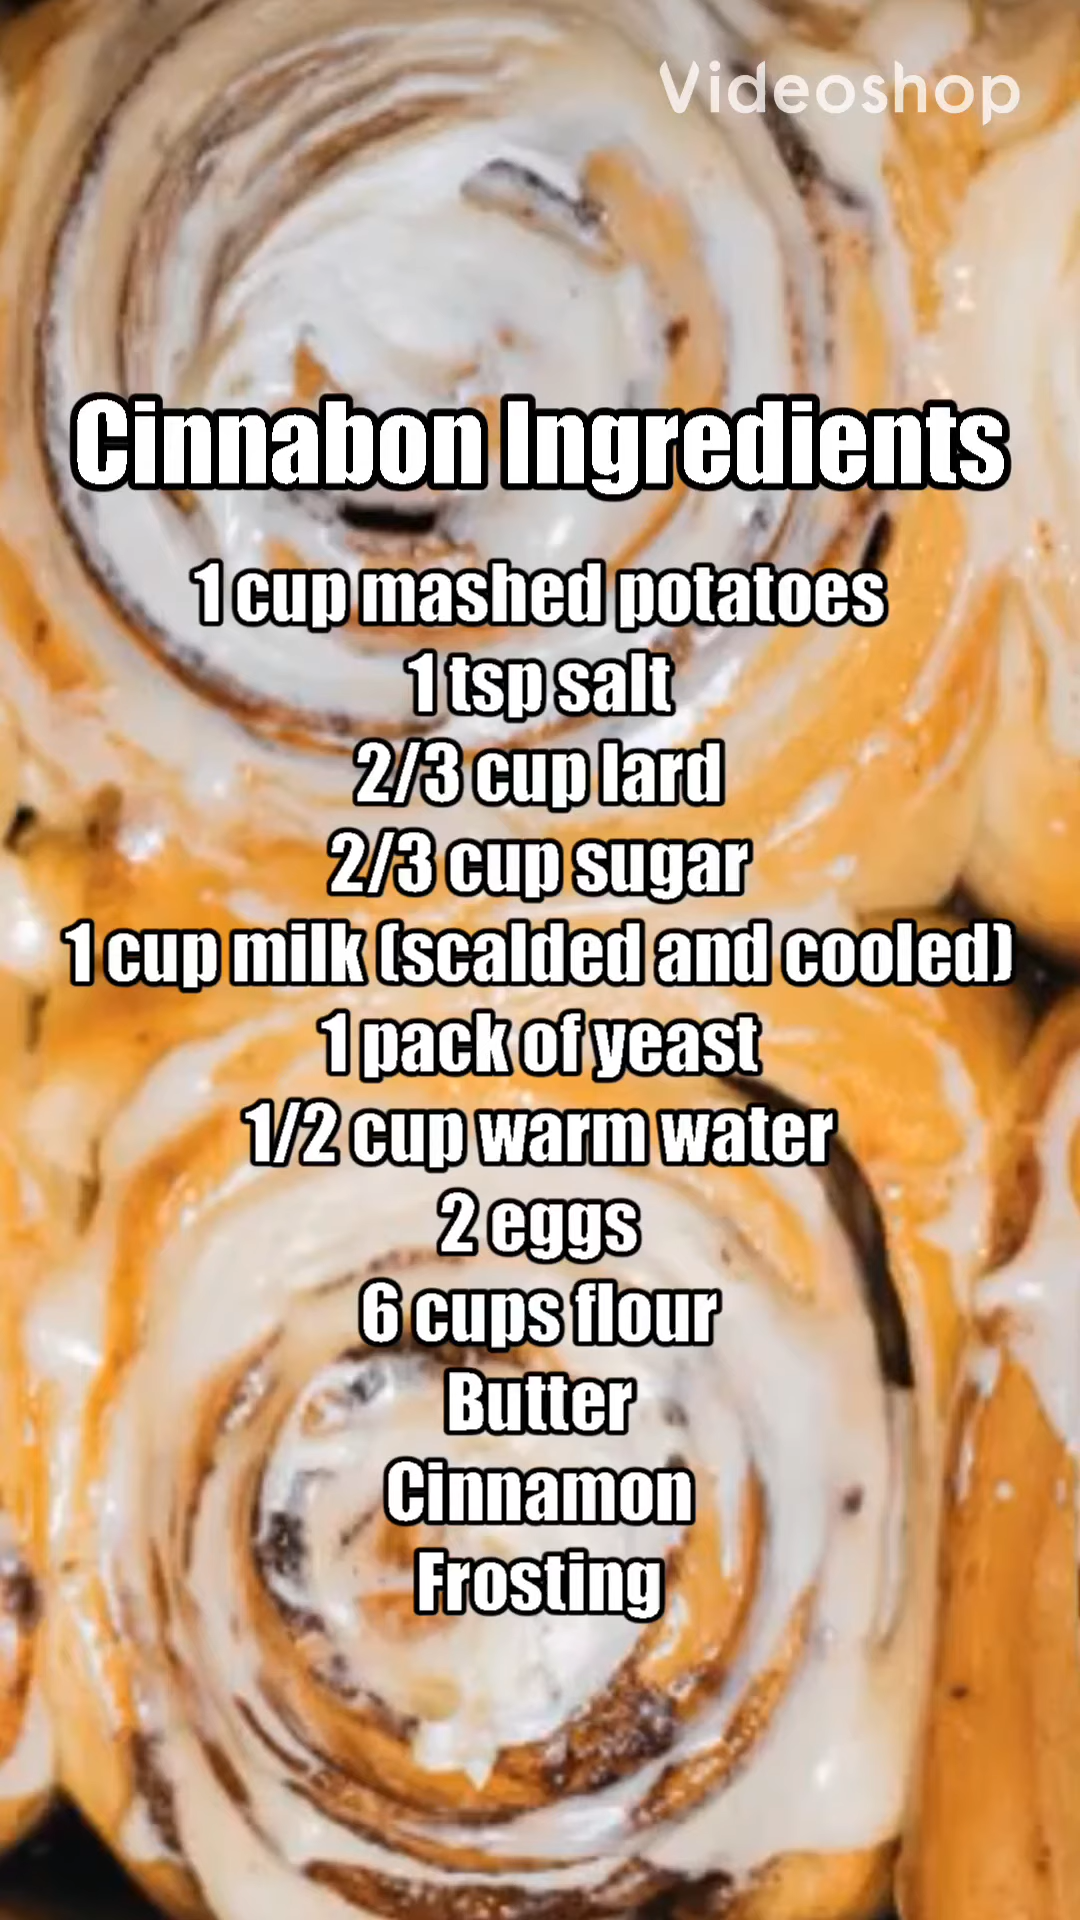 Videoshop
Cinnabon Ingredients
1 cup mashed potatoes
1 tsp salt
2/3 cup lard
2/3 cup sugar
1 cup milk (scalded and cooled)
1 pack of yeast
1/2 cup warm water
2 eggs
6 cups flour
Butter
Cinnamon
Frosting